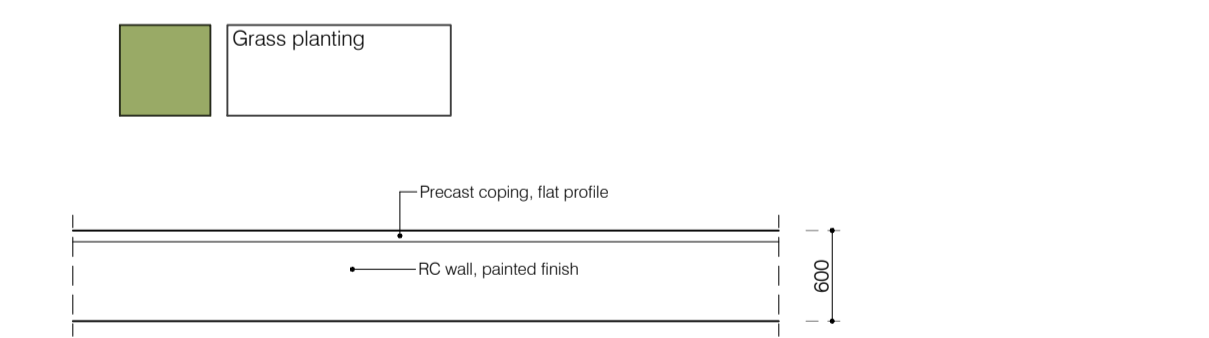 Grass planting
Precast coping, flat profile
RC wall, painted finish
600